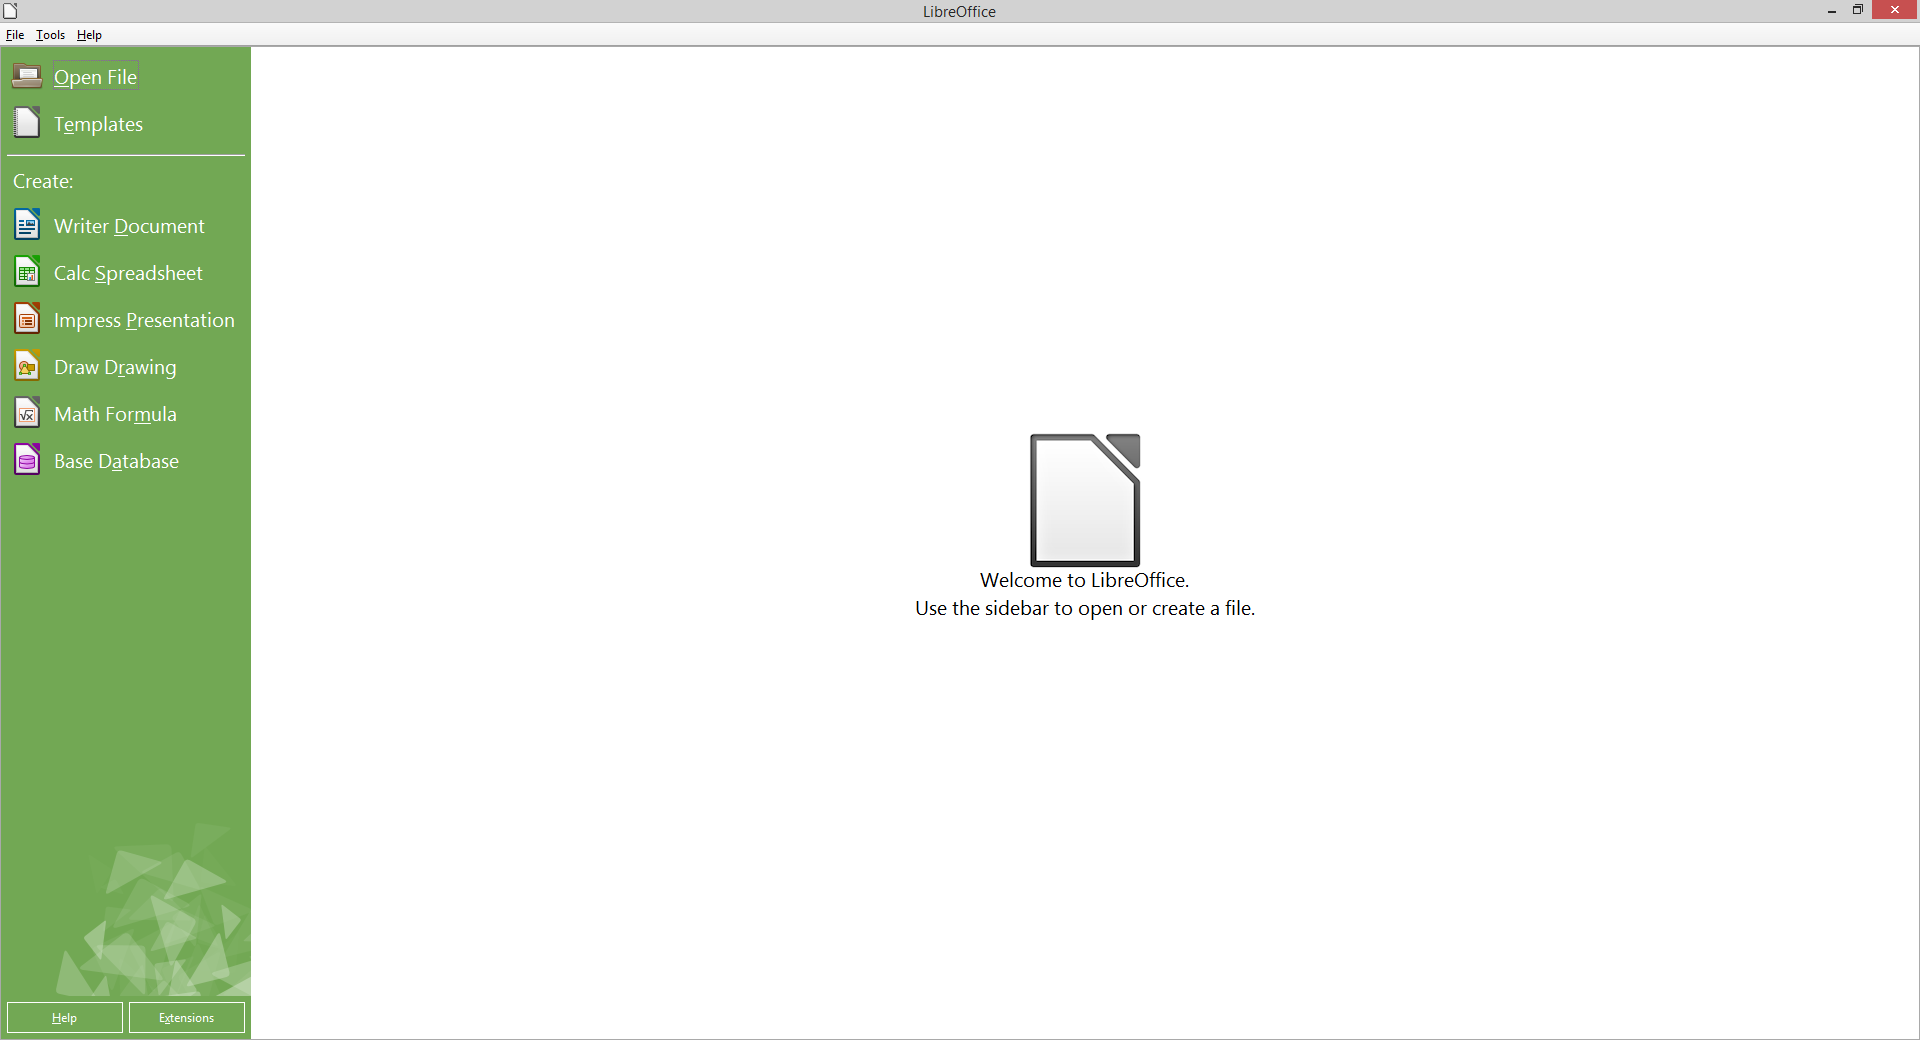 LibreOffice
File Tools Help
Open File
Templates
Create:
Writer Document
Calc Spreadsheet
Impress Presentation
Draw Drawing
Math Formula
Base Database
Welcome to LibreOffice.
Use the sidebar to open or create a file.
Help Extensions